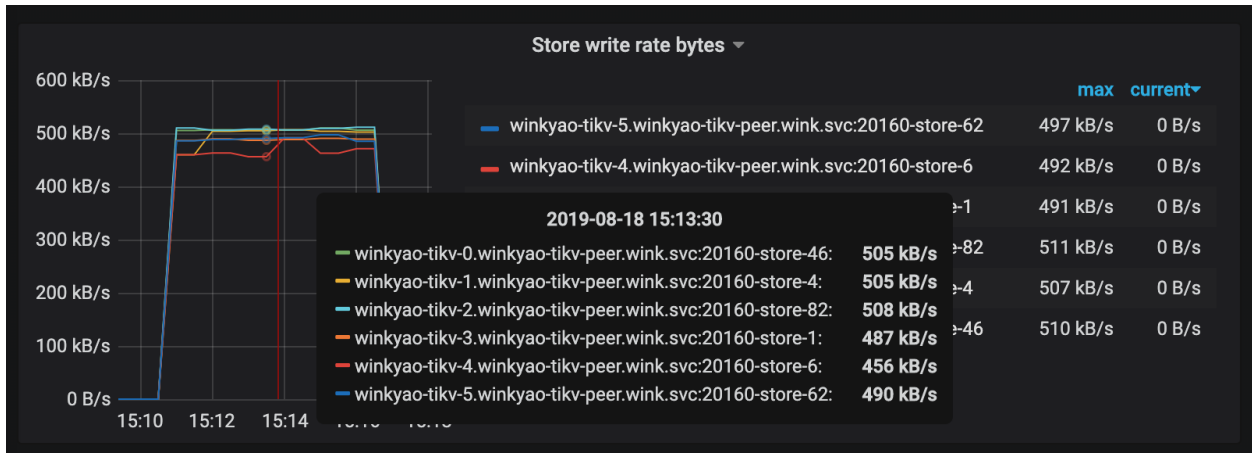 Store write rate bytes
600 kB/s
500 kB/s
400 kB/s
300 kB/s
200 kB/s
100 kB/s
0 B/s
15:10 15:12 15:14
max current
winkyao-tikv-5.winkyao-tikv-peer.wink.svc:20160-store-62 497 kB/s 0 B/s
winkyao-tikv-4.winkyao-tikv-peer.wink.svc:20160-store-6 492 kB/s 0 B/s
e-1 491 kB/s 0 B/s
e-82 511 kB/s 0 B/s
e-4 507 kB/s 0 B/s
e-46 510 kB/s 0 B/s
2019-08-18 15:13:30
winkyao-tikv-0.winkyao-tikv-peer.wink.svc:20160-store-46: 505 kB/s
winkyao-tikv-1.winkyao-tikv-peer.wink.svc:20160-store-4: 505 kB/s
winkyao-tikv-2.winkyao-tikv-peer.wink.svc:20160-store-82: 508 kB/s
winkyao-tikv-3.winkyao-tikv-peer.wink.svc:20160-store-1: 487 kB/s
winkyao-tikv-4.winkyao-tikv-peer.wink.svc:20160-store-6: 456 kB/s
winkyao-tikv-5.winkyao-tikv-peer.wink.svc:20160-store-62: 490 kB/s